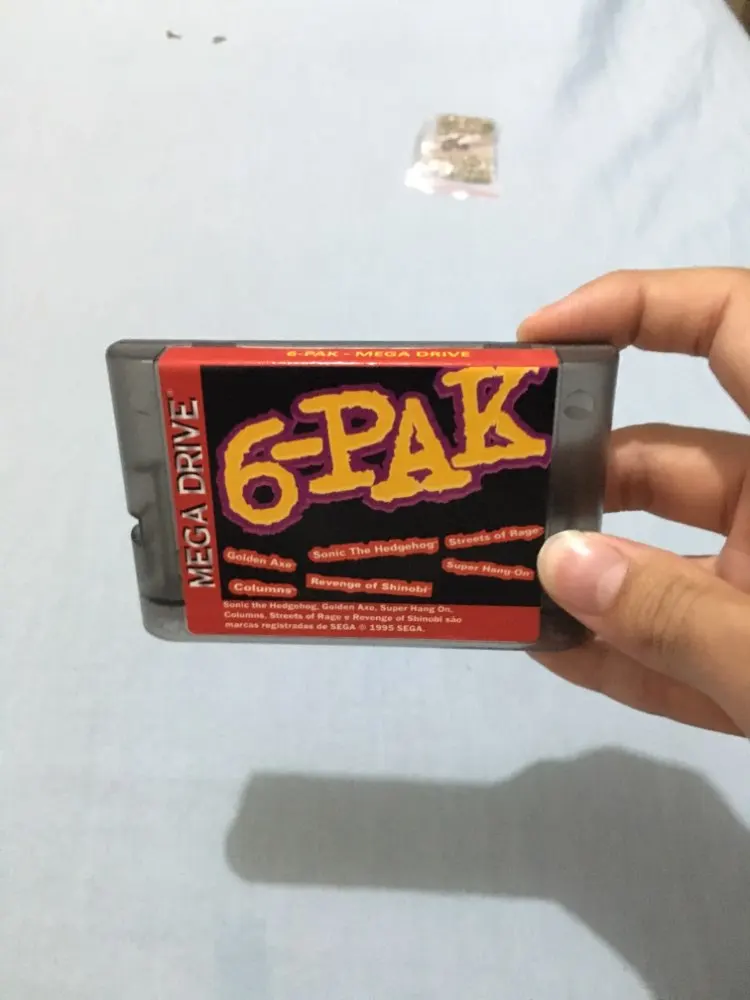 6-PAK - MEGA DRIVE
MEGA DRIVE
6-PAK
Golden Axe
Sonic The Hedgehog
Streets of Rage
Columns
Revenge of Shinobi
Super Hang-On
Sonic the Hedgehog, Golden Axe, Super Hang On,
Columns, Streets of Rage e Revenge of Shinobi são
marcas registradas de SEGA © 1995 SEGA.